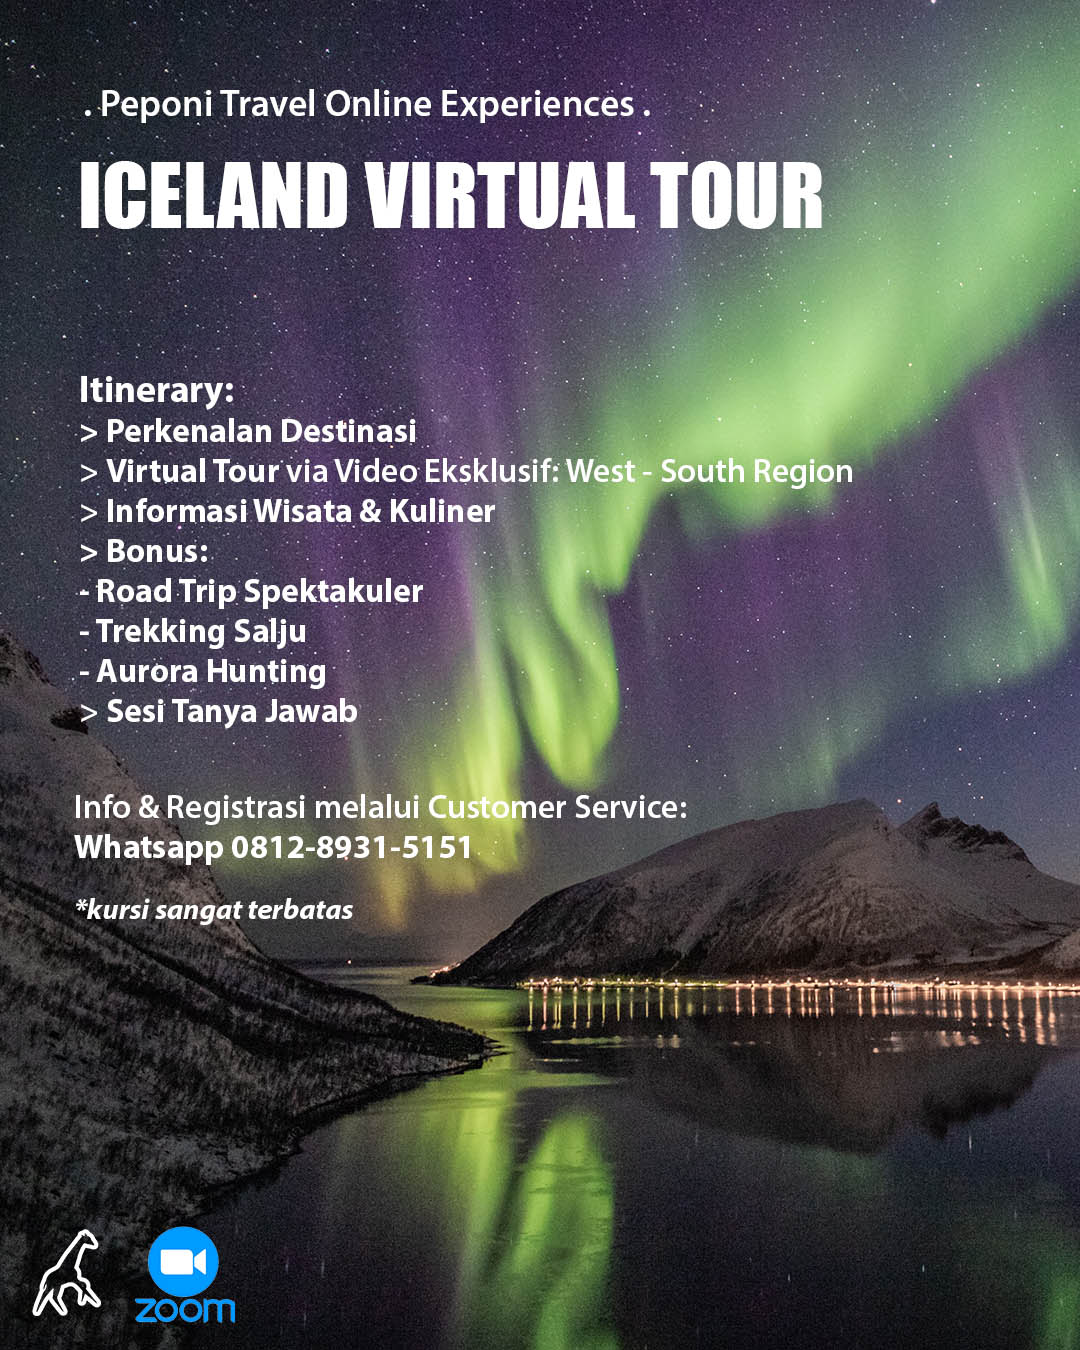 . Peponi Travel Online Experiences .
ICELAND VIRTUAL TOUR
Itinerary:
> Perkenalan Destinasi
> Virtual Tour via Video Eksklusif: West - South Region
> Informasi Wisata & Kuliner
> Bonus:
- Road Trip Spektakuler
- Trekking Salju
- Aurora Hunting
> Sesi Tanya Jawab
Info & Registrasi melalui Customer Service:
Whatsapp 0812-8931-5151
*kursi sangat terbatas
zoom